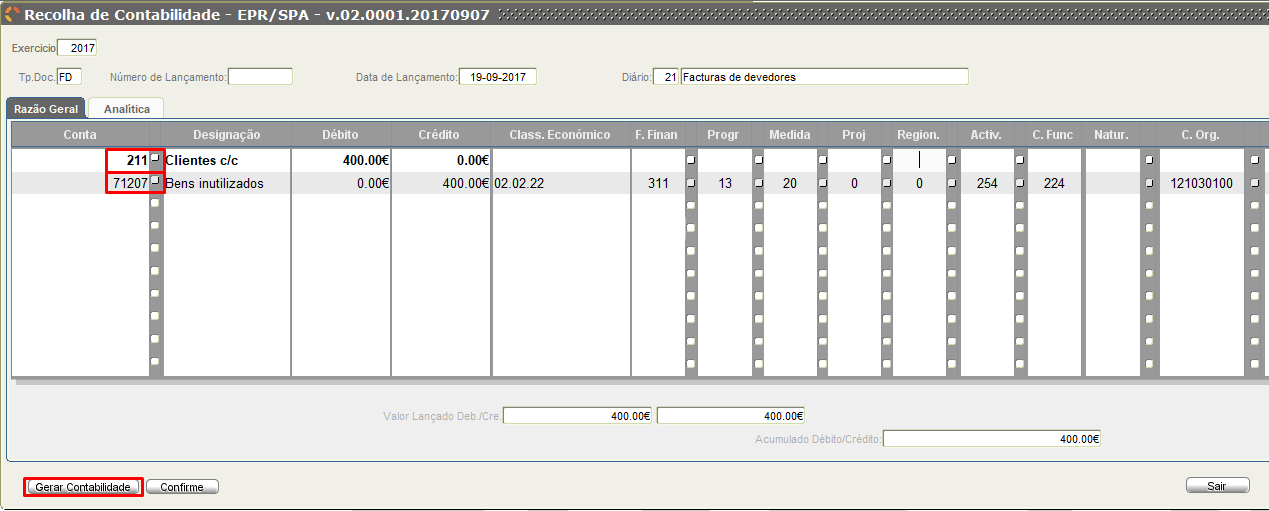 Recolha de Contabilidade - EPR/SPA - v.02.0001.20170907
Exercicio 2017
Tp.Doc. FD Número de Lançamento: Data de Lançamento: 19-09-2017 Diário: 21 Facturas de devedores
Razão Geral Analítica
Conta Designação Débito Crédito Class. Económico F. Finan Progr Medida Proj Region. Activ. C. Func Natur. C. Org.
211 Clientes c/c 400.00€ 0.00€
71207 Bens inutilizados 0.00€ 400.00€ 02.02.22 311 13 20 0 0 254 224 121030100
Valor Lançado Deb./Cre. 400.00€ 400.00€
Acumulado Débito/Crédito: 400.00€
Gerar Contabilidade Confirme Sair